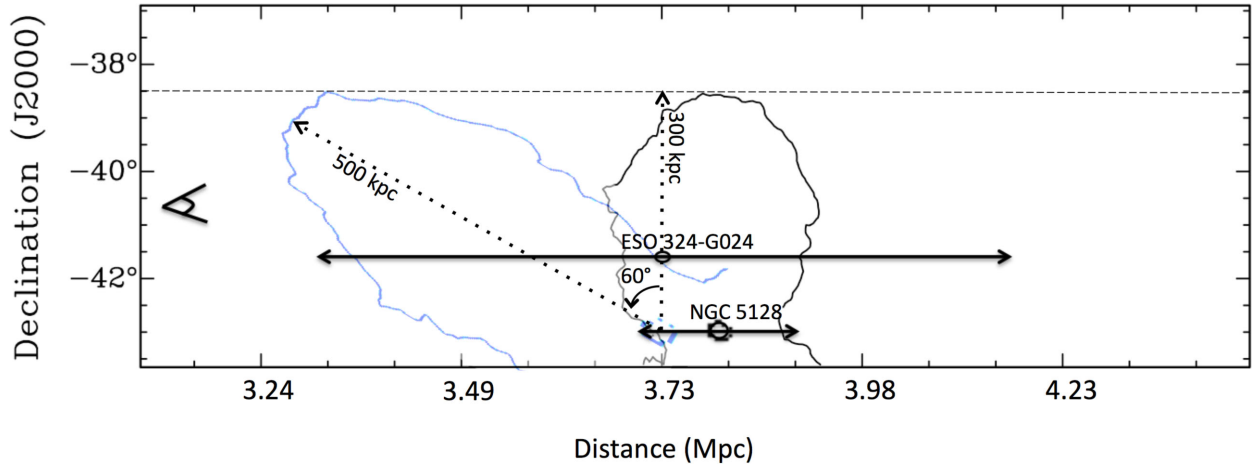 Declination (J2000)
−38°
−40°
−42°
500 kpc
300 kpc
ESO 324-G024
60°
NGC 5128
3.24
3.49
3.73
3.98
4.23
Distance (Mpc)